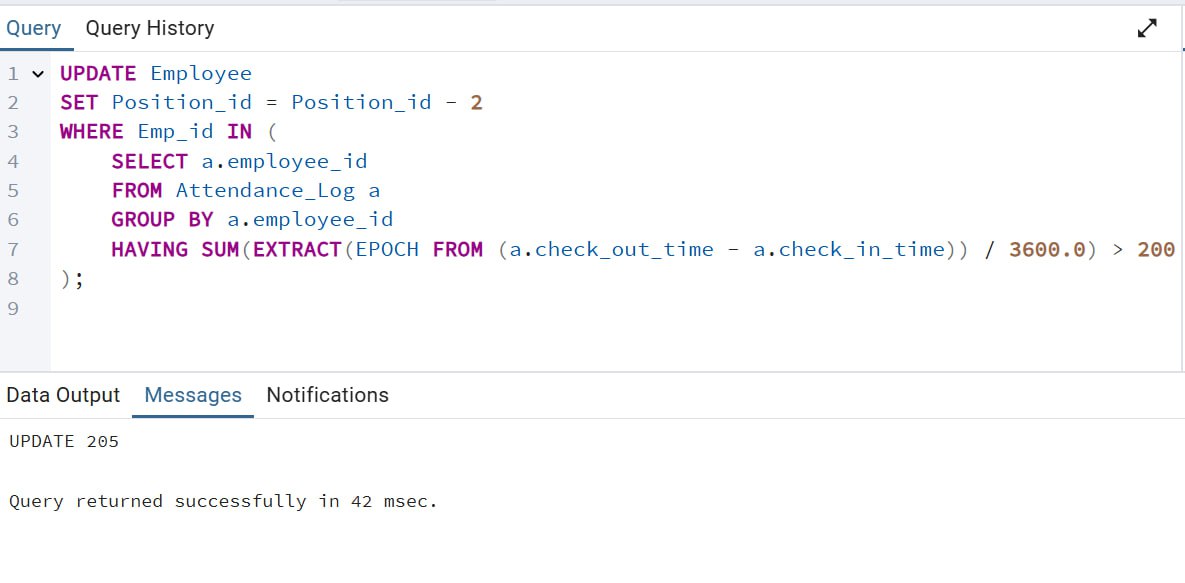 Query Query History
1 UPDATE Employee
2 SET Position_id = Position_id - 2
3 WHERE Emp_id IN (
4 SELECT a.employee_id
5 FROM Attendance_Log a
6 GROUP BY a.employee_id
7 HAVING SUM(EXTRACT(EPOCH FROM (a.check_out_time - a.check_in_time)) / 3600.0) > 200
8 );
9
Data Output Messages Notifications
UPDATE 205
Query returned successfully in 42 msec.